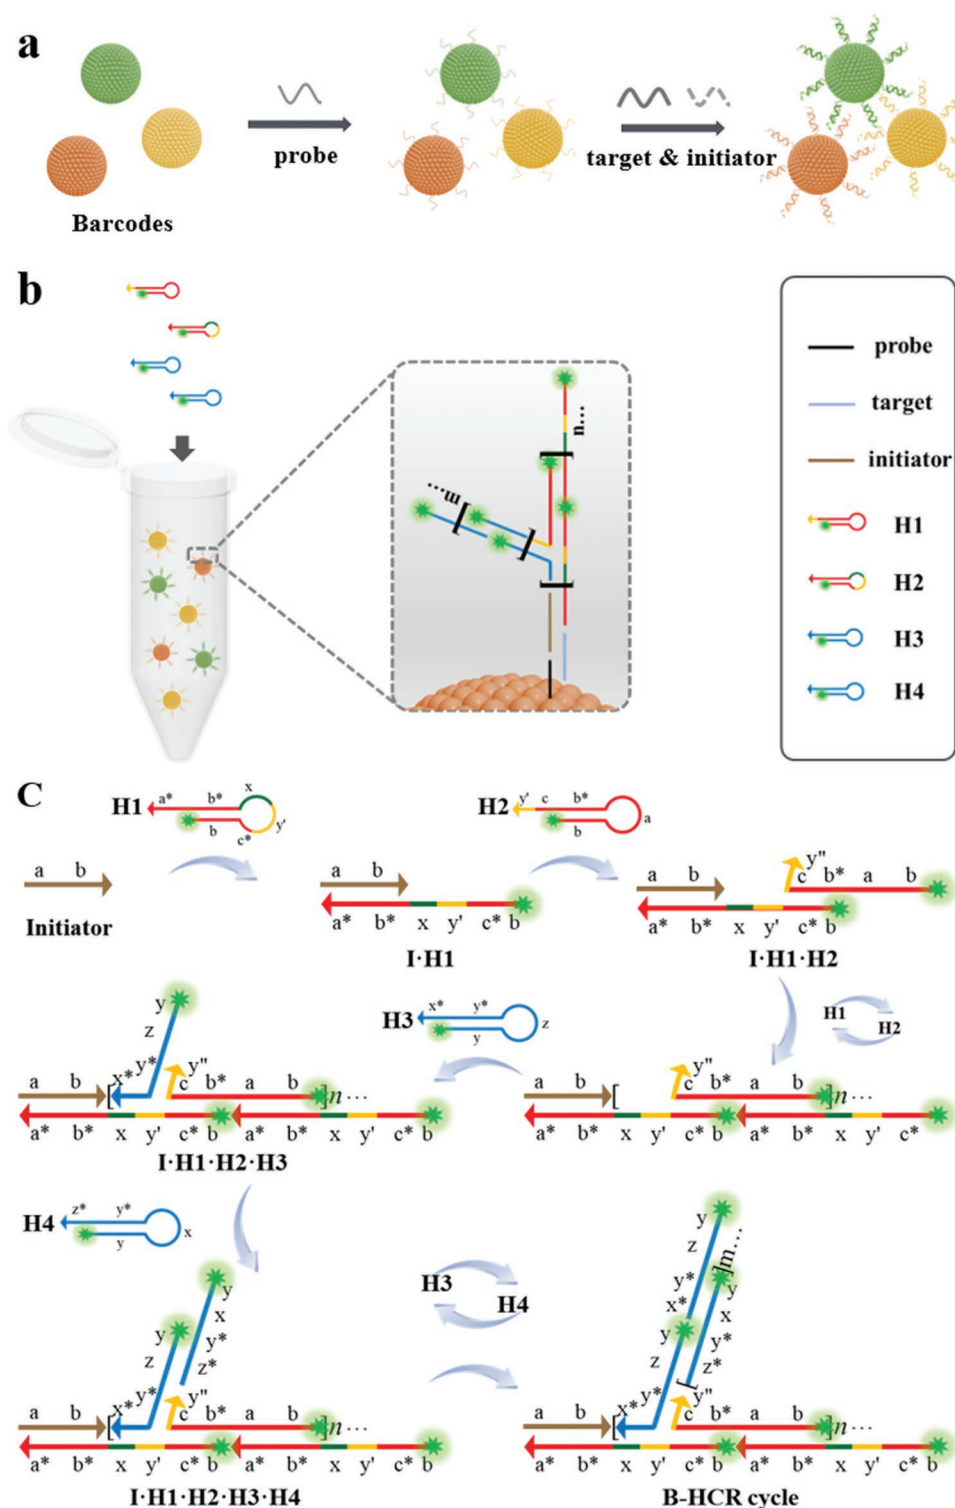 a
probe
target & initiator
Barcodes
b
n...
m...
probe
target
initiator
H1
H2
H3
H4
C
H1
a* b* x
b c* y'
H2
y' c b*
b a
a b
Initiator
a b
a* b* x y' c* b
I·H1
a b
y"
c b* a b
a* b* x y' c* b
I·H1·H2
H1
H2
H3
x* y*
y z
y
z
y*
x*
y"
a b [ c b* a b ]n...
a* b* x y' c* b a* b* x y' c* b
I·H1·H2·H3
y"
a b [ c b* a b ]n...
a* b* x y' c* b a* b* x y' c*
H4
z* y*
y x
y
x
y*
z*
y
z
y*
x*
y"
a b [ c b* a b ]n...
a* b* x y' c* b a* b* x y' c* b
I·H1·H2·H3·H4
H3
H4
y
z
y*
x*
]m...
y
x
y*
z*
[
y
z
y*
x*
y"
a b [ c b* a b ]n...
a* b* x y' c* b a* b* x y' c* b
B-HCR cycle